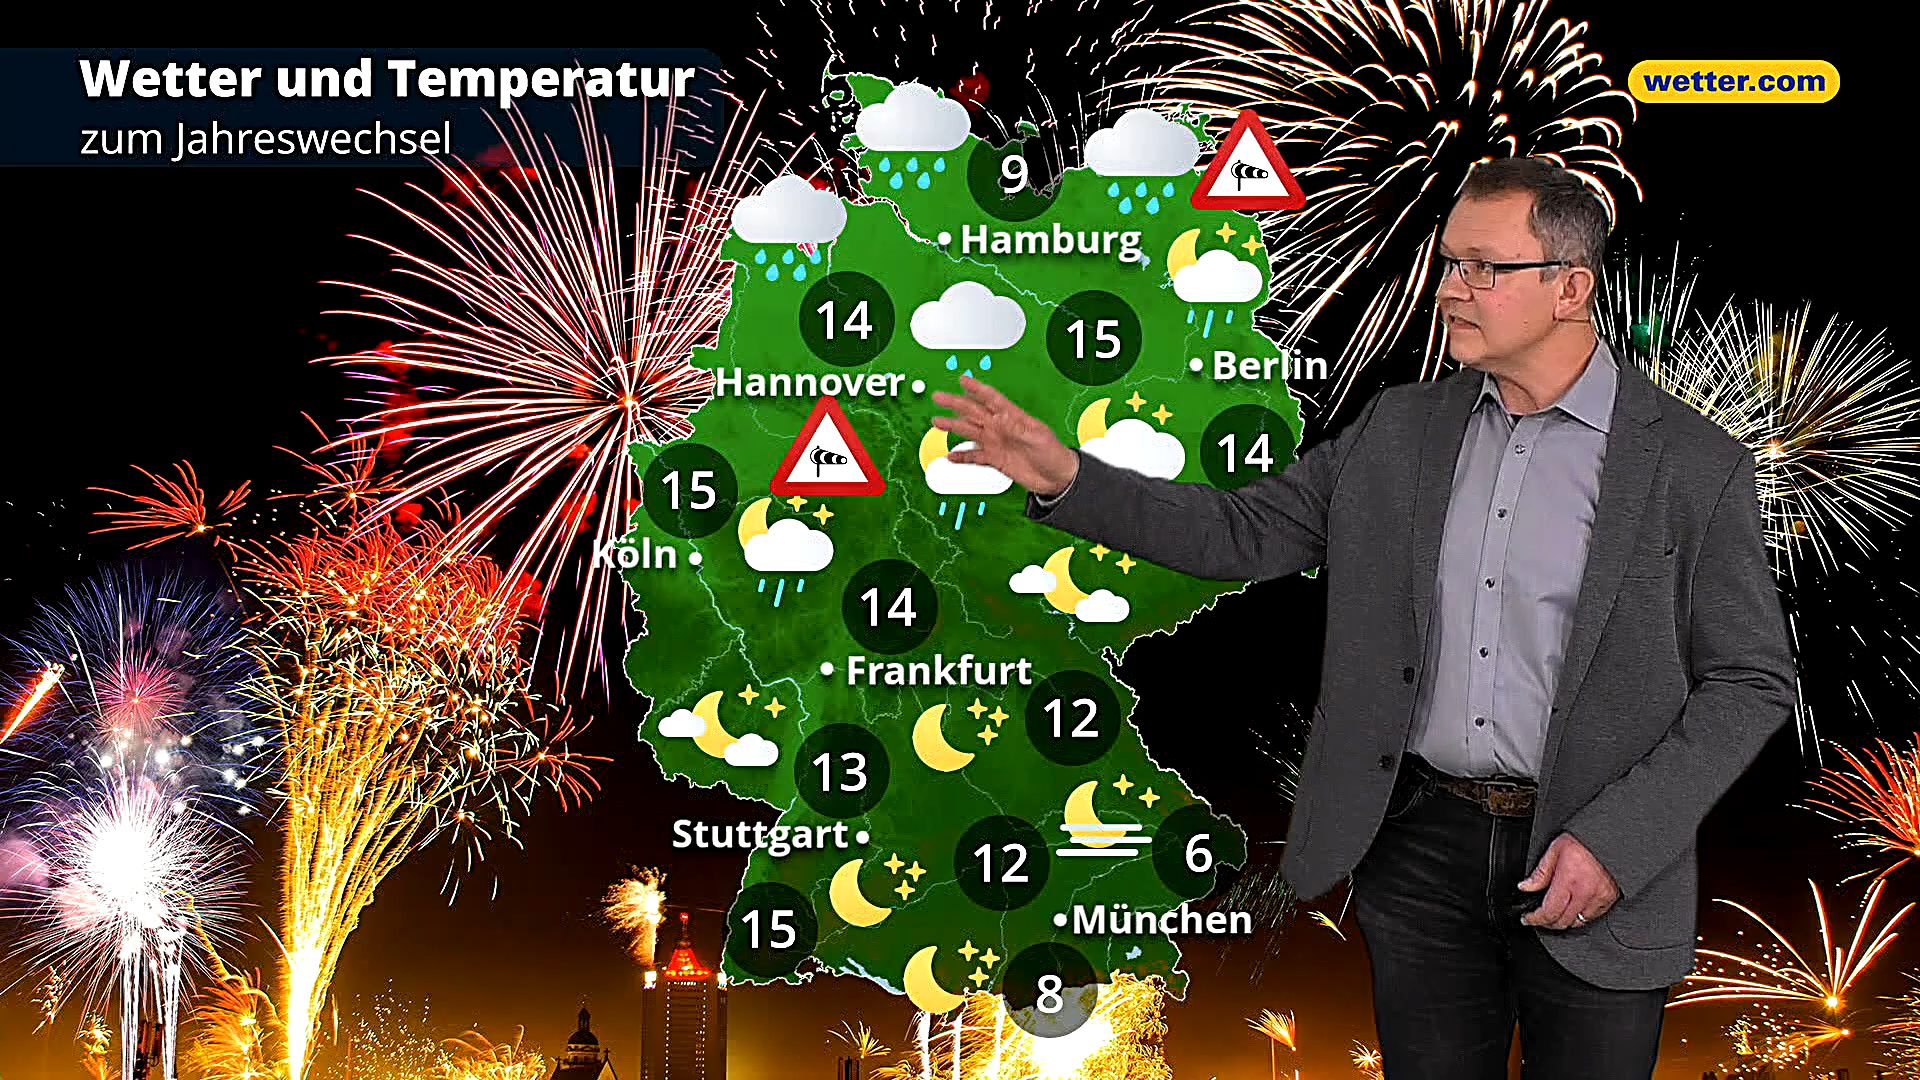 Wetter und Temperatur
zum Jahreswechsel
wetter.com
9
Hamburg
14
15
Hannover
Berlin
15
14
Köln
14
Frankfurt
12
13
Stuttgart
12
6
15
München
8